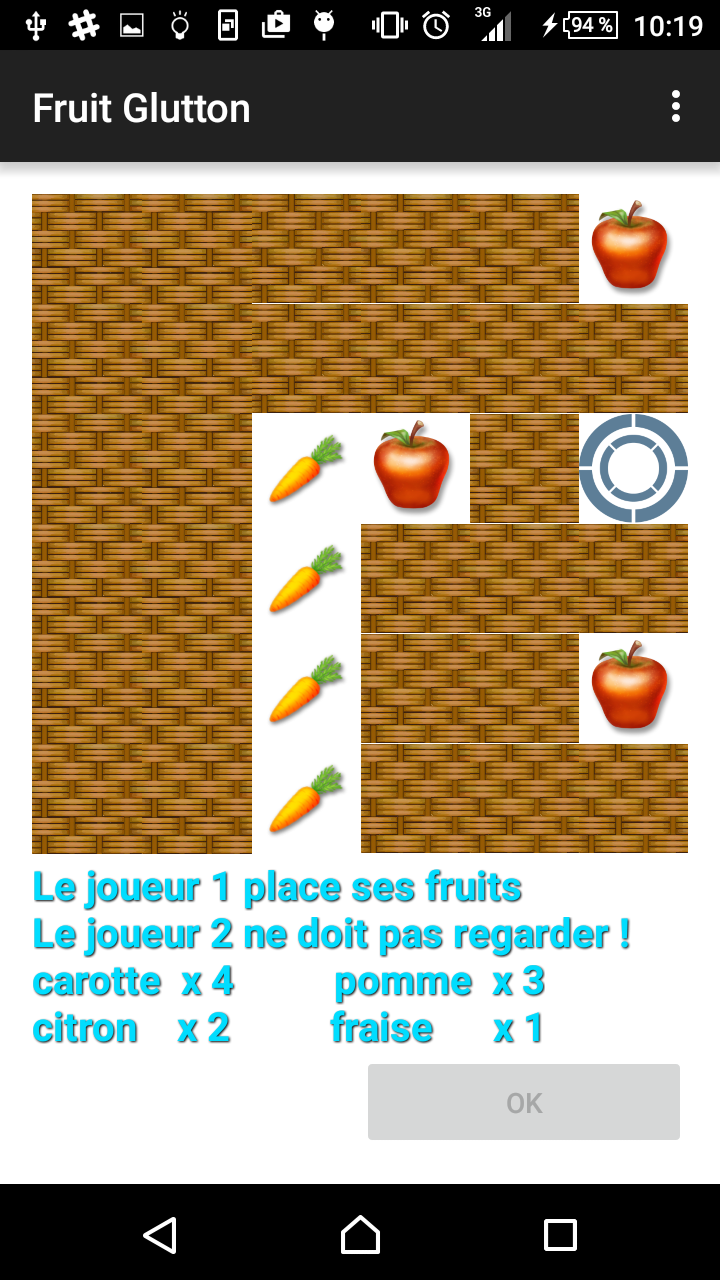 3G 94 % 10:19
Fruit Glutton
Le joueur 1 place ses fruits
Le joueur 2 ne doit pas regarder !
carotte x 4 pomme x 3
citron x 2 fraise x 1
OK